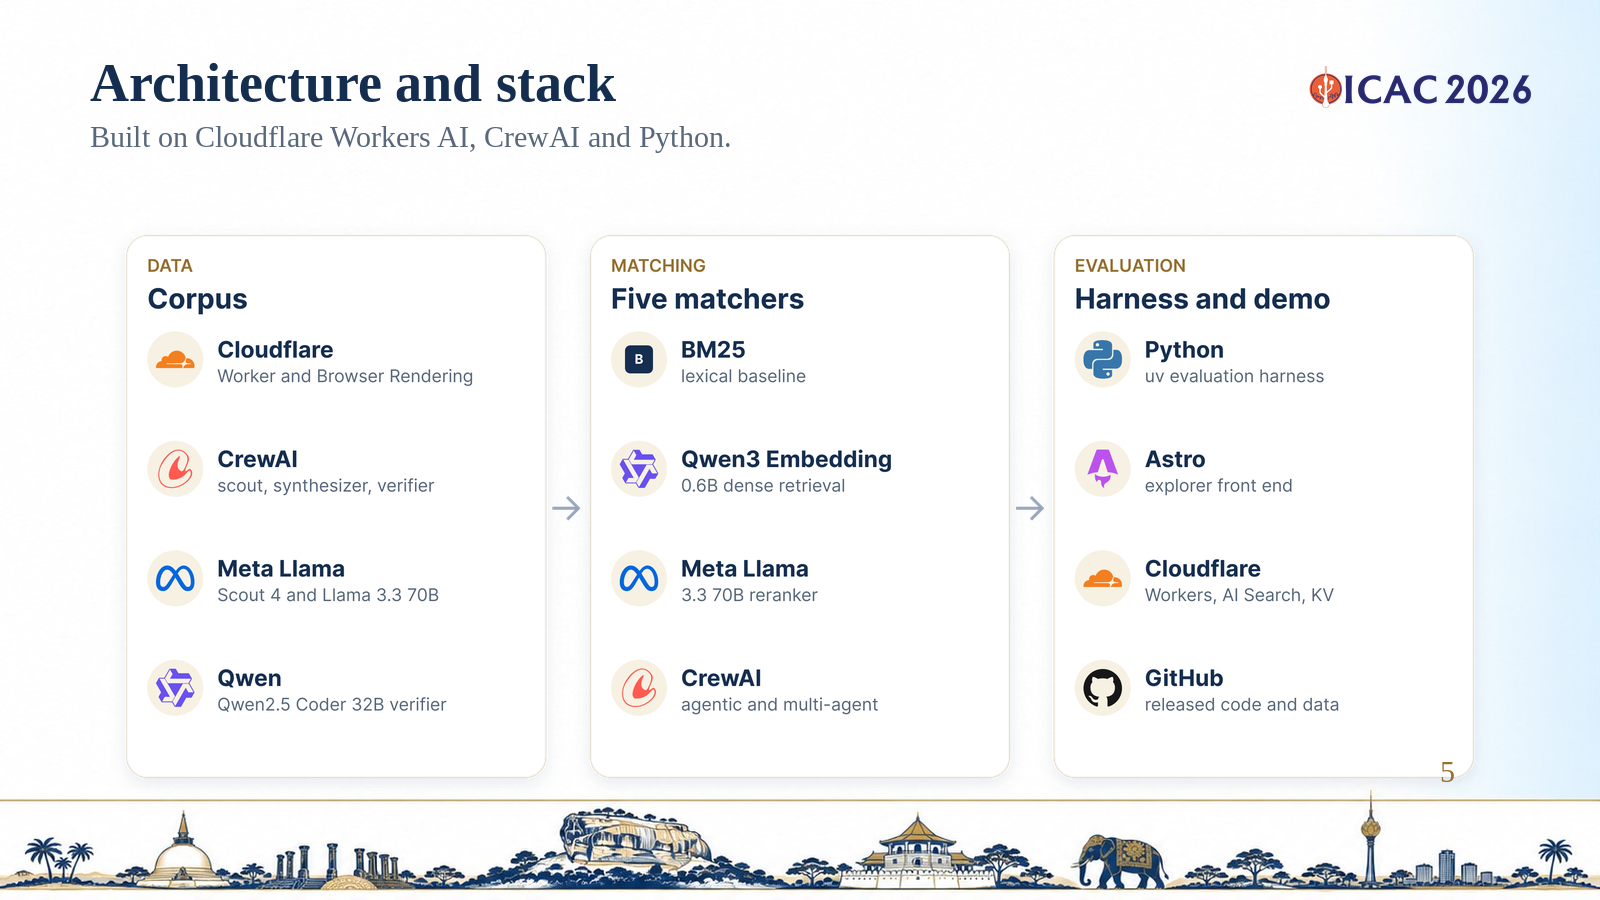 Architecture and stack
Built on Cloudflare Workers AI, CrewAI and Python.
ICAC 2026
DATA
Corpus
Cloudflare
Worker and Browser Rendering
CrewAI
scout, synthesizer, verifier
Meta Llama
Scout 4 and Llama 3.3 70B
Qwen
Qwen2.5 Coder 32B verifier
MATCHING
Five matchers
B
BM25
lexical baseline
Qwen3 Embedding
0.6B dense retrieval
Meta Llama
3.3 70B reranker
CrewAI
agentic and multi-agent
EVALUATION
Harness and demo
Python
uv evaluation harness
Astro
explorer front end
Cloudflare
Workers, AI Search, KV
GitHub
released code and data
5